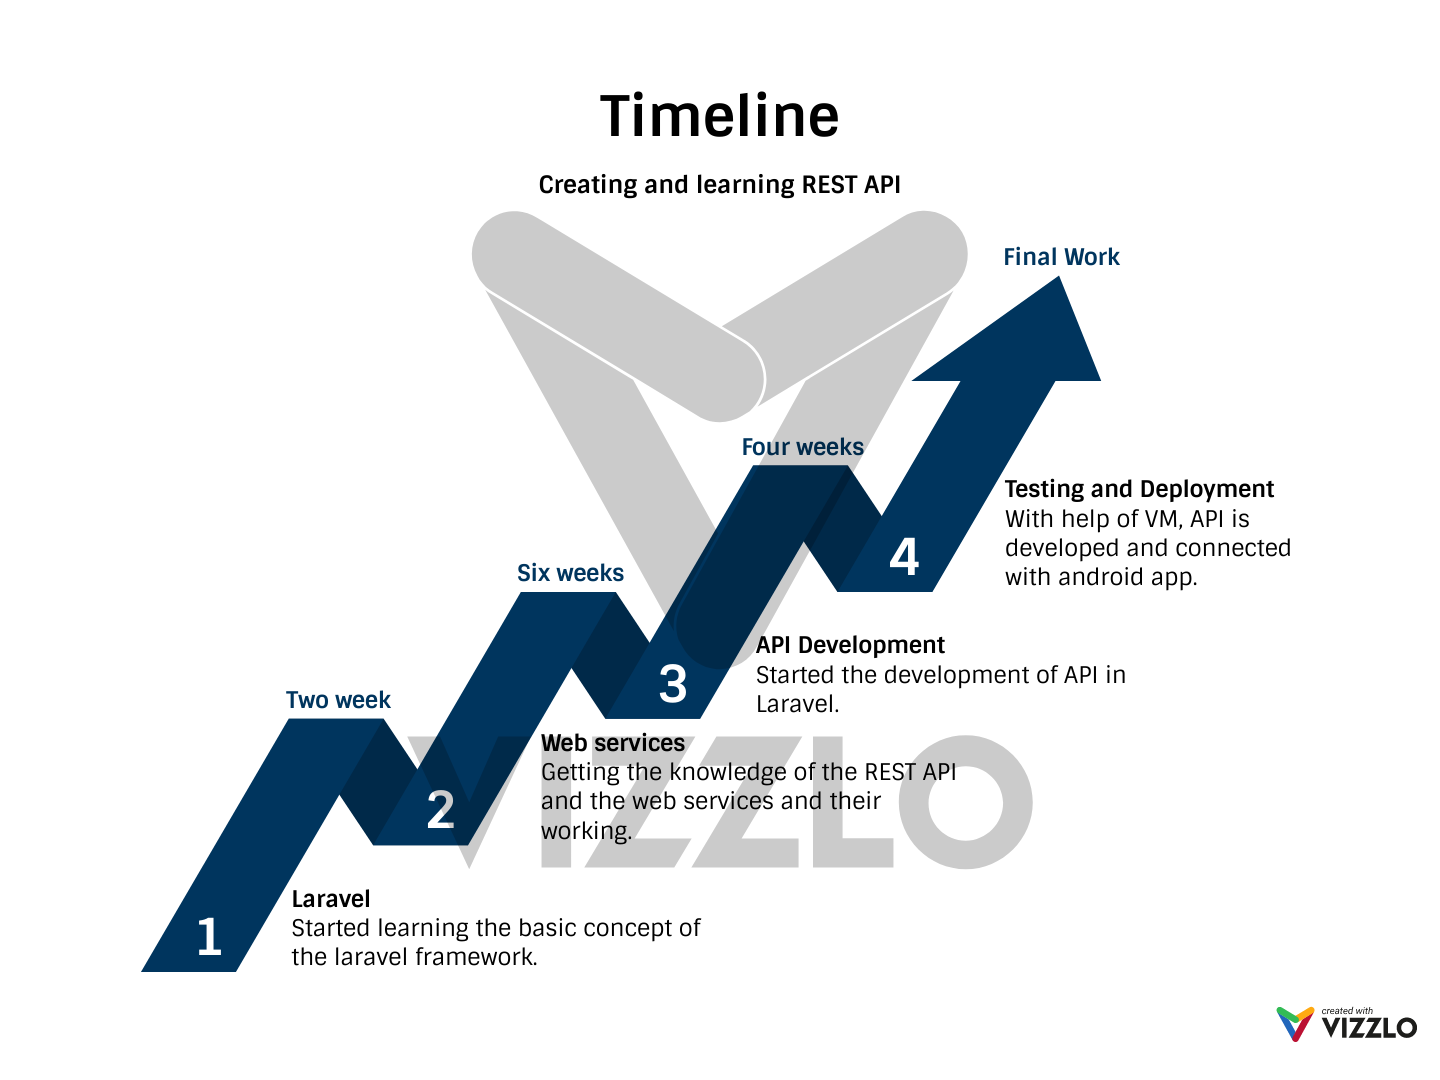 Timeline
Creating and learning REST API
Final Work
Four weeks
Testing and Deployment
With help of VM, API is
developed and connected
with android app.
4
Six weeks
API Development
Started the development of API in
Laravel.
3
Two week
Web services
Getting the knowledge of the REST API
and the web services and their
working.
2
VIZZLO
Laravel
Started learning the basic concept of
the laravel framework.
1
created with
VIZZLO